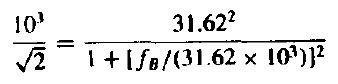 10³/√2 = 31.62²/(1 + [f_B/(31.62 × 10³)]²)